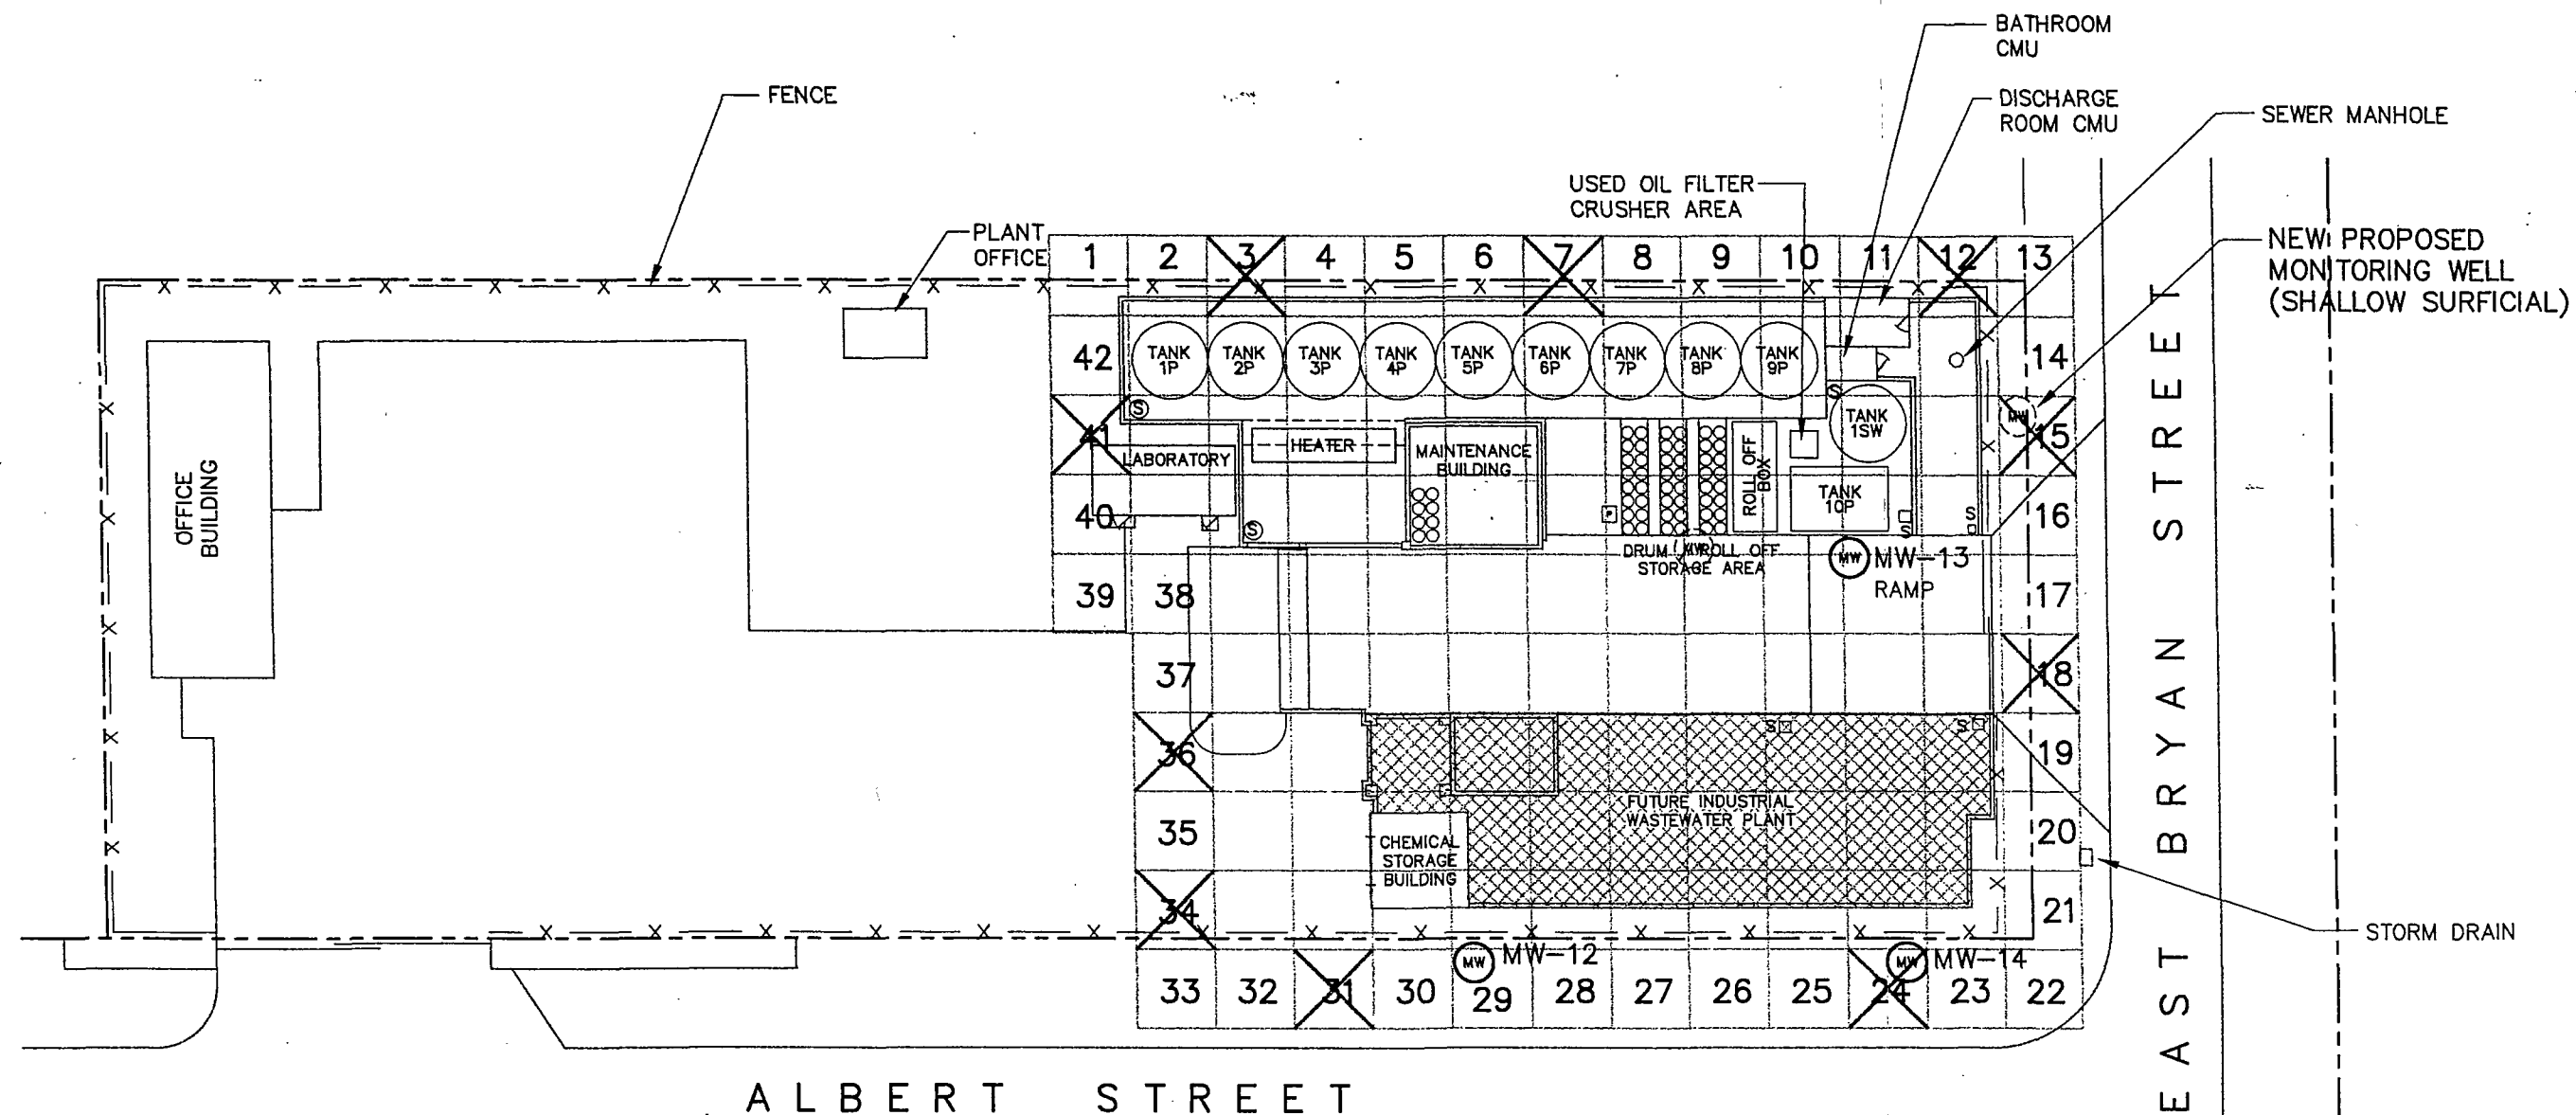 BATHROOM
CMU
FENCE
DISCHARGE
ROOM CMU
SEWER MANHOLE
USED OIL FILTER
CRUSHER AREA
PLANT
OFFICE
NEW PROPOSED
MONITORING WELL
(SHALLOW SURFICIAL)
1 2 3 4 5 6 7 8 9 10 11 12 13
42
TANK
1P
TANK
2P
TANK
3P
TANK
4P
TANK
5P
TANK
6P
TANK
7P
TANK
8P
TANK
9P
14
S
S
MW
41
15
TANK
1SW
LABORATORY
HEATER
MAINTENANCE
BUILDING
ROLL OFF
BOX
TANK
10P
OFFICE
BUILDING
40
16
S
P
S
S
DRUM (MW) ROLL OFF
STORAGE AREA
MW
MW-13
RAMP
39
38
17
37
18
36
S
S
19
FUTURE INDUSTRIAL
WASTEWATER PLANT
35
20
CHEMICAL
STORAGE
BUILDING
34
21
STORM DRAIN
MW
MW-12
MW
MW-14
33 32 31 30 29 28 27 26 25 24 23 22
ALBERT STREET
EAST BRYAN STREET